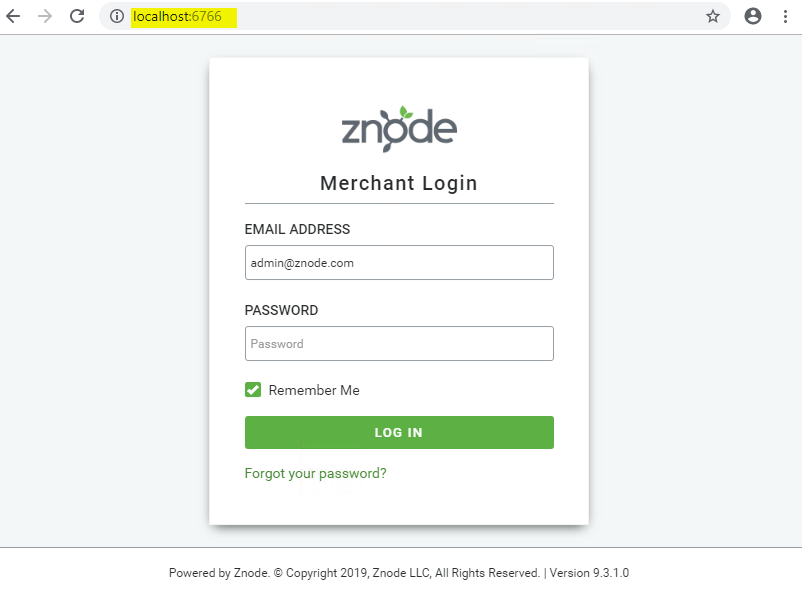 localhost:6766
znode
Merchant Login
EMAIL ADDRESS
admin@znode.com
PASSWORD
Password
Remember Me
LOG IN
Forgot your password?
Powered by Znode. © Copyright 2019, Znode LLC, All Rights Reserved. | Version 9.3.1.0